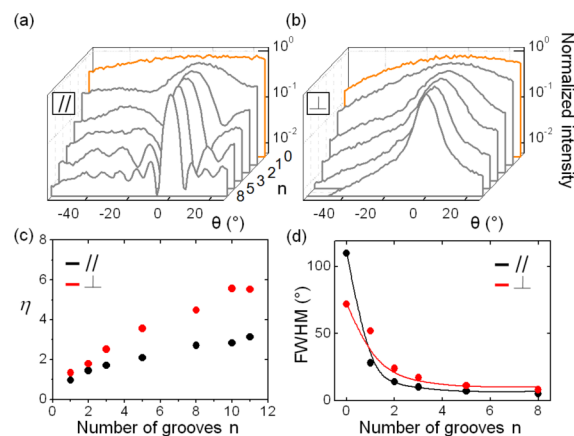 (a)
//
10⁰
10⁻¹
10⁻²
-40 -20 0 20
θ (°)
8 5 3 2 1 0
n
(b)
⊥
10⁰
10⁻¹
10⁻²
Normalized intensity
-40 -20 0 20
θ (°)
(c)
//
⊥
η
8
6
4
2
0
0 2 4 6 8 10 12
Number of grooves n
(d)
//
⊥
FWHM (°)
100
50
0
0 2 4 6 8
Number of grooves n